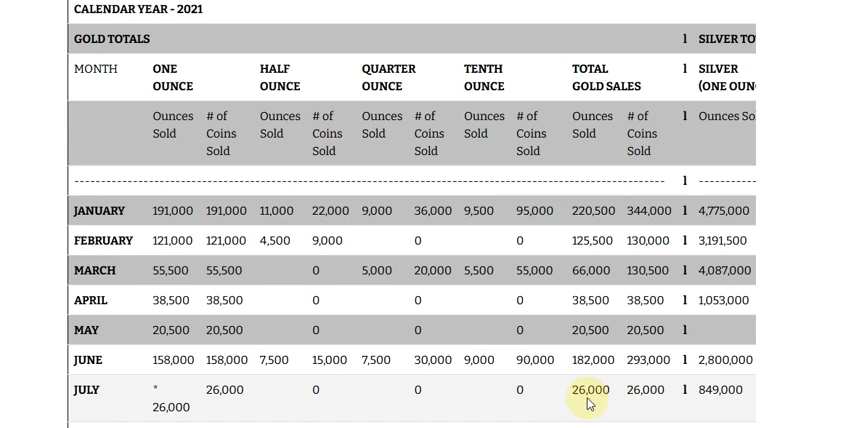 CALENDAR YEAR - 2021
GOLD TOTALS l SILVER TO
MONTH ONE OUNCE HALF OUNCE QUARTER OUNCE TENTH OUNCE TOTAL GOLD SALES l SILVER (ONE OUN
Ounces Sold # of Coins Sold Ounces Sold # of Coins Sold Ounces Sold # of Coins Sold Ounces Sold # of Coins Sold Ounces Sold # of Coins Sold l Ounces So
l
JANUARY 191,000 191,000 11,000 22,000 9,000 36,000 9,500 95,000 220,500 344,000 l 4,775,000
FEBRUARY 121,000 121,000 4,500 9,000 0 0 125,500 130,000 l 3,191,500
MARCH 55,500 55,500 0 5,000 20,000 5,500 55,000 66,000 130,500 l 4,087,000
APRIL 38,500 38,500 0 0 0 38,500 38,500 l 1,053,000
MAY 20,500 20,500 0 0 0 20,500 20,500 l
JUNE 158,000 158,000 7,500 15,000 7,500 30,000 9,000 90,000 182,000 293,000 l 2,800,000
JULY * 26,000 26,000 0 0 0 26,000 26,000 l 849,000